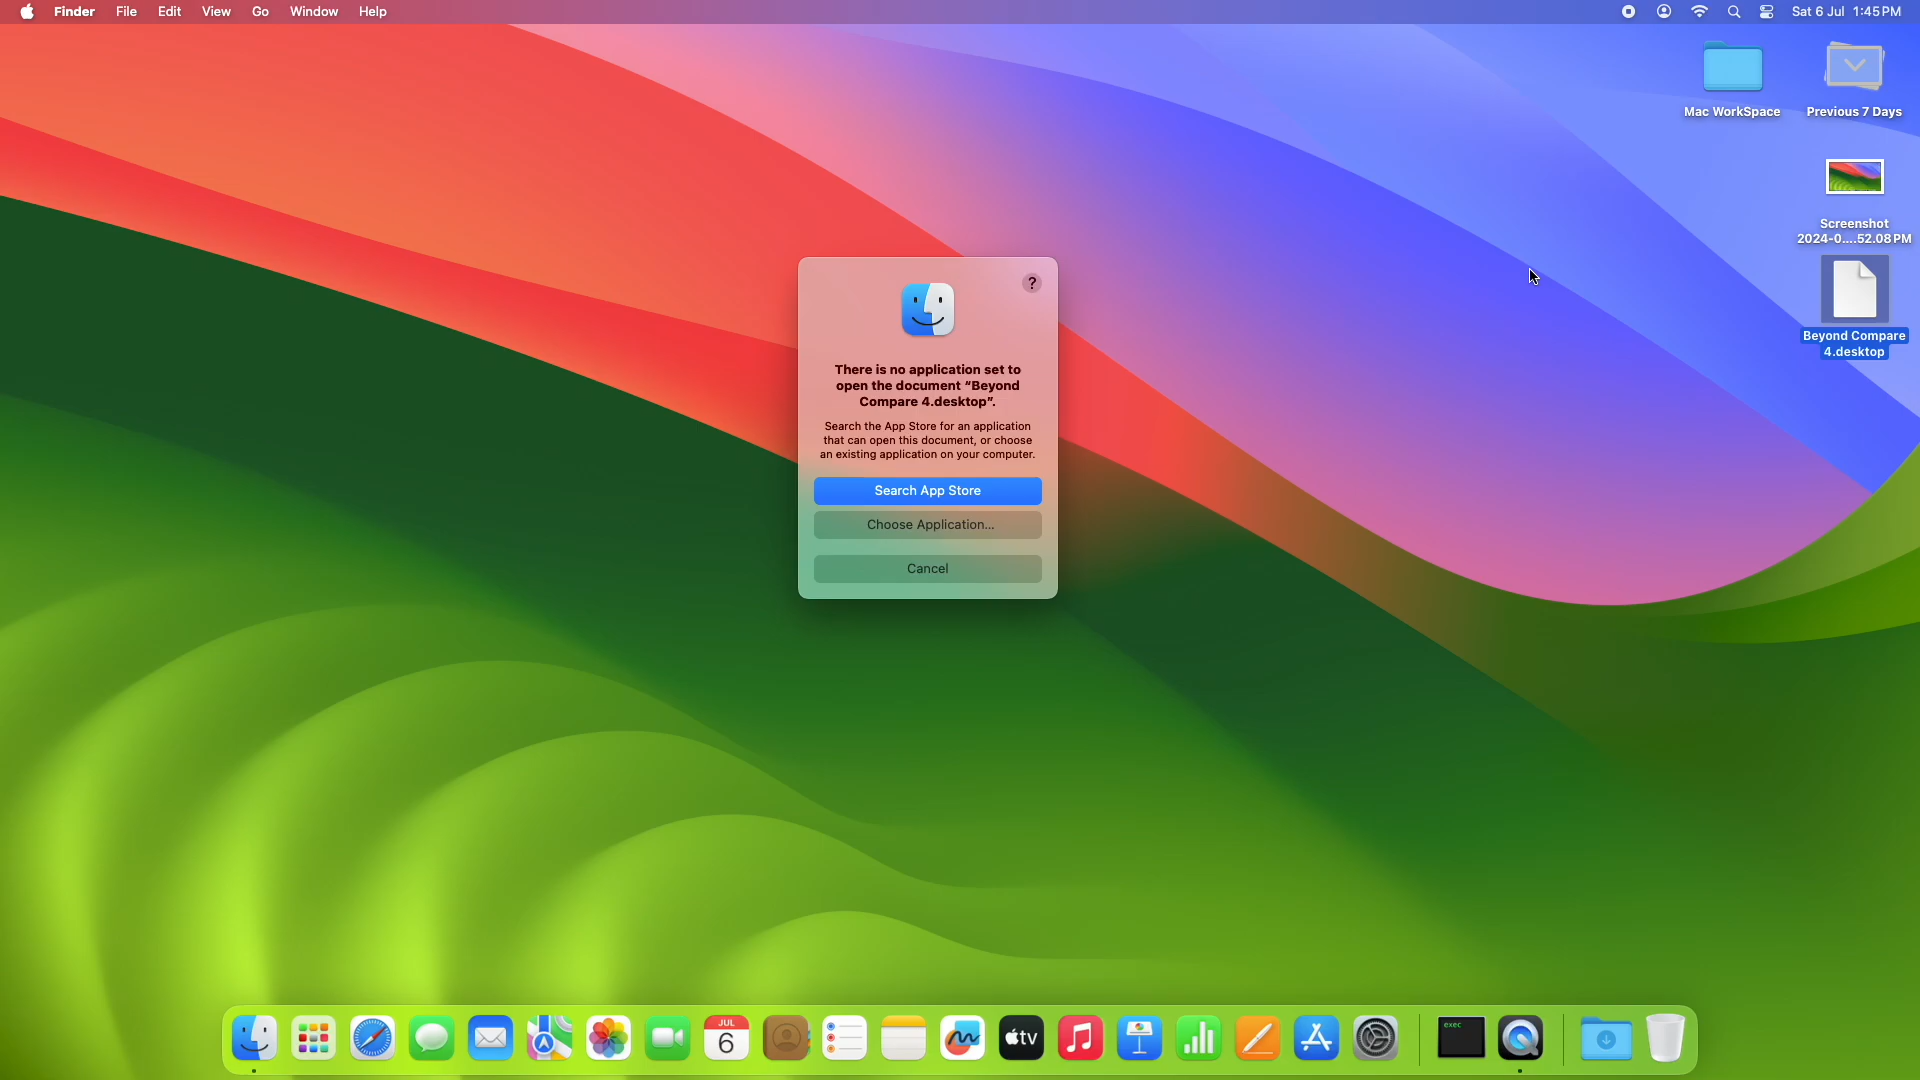 Finder File Edit View Go Window Help
Sat 6 Jul 1:45 PM
Mac WorkSpace
Previous 7 Days
Screenshot
2024-0....52.08 PM
Beyond Compare
4.desktop
?
There is no application set to
open the document “Beyond
Compare 4.desktop”.
Search the App Store for an application
that can open this document, or choose
an existing application on your computer.
Search App Store
Choose Application...
Cancel
JUL
6
tv
exec